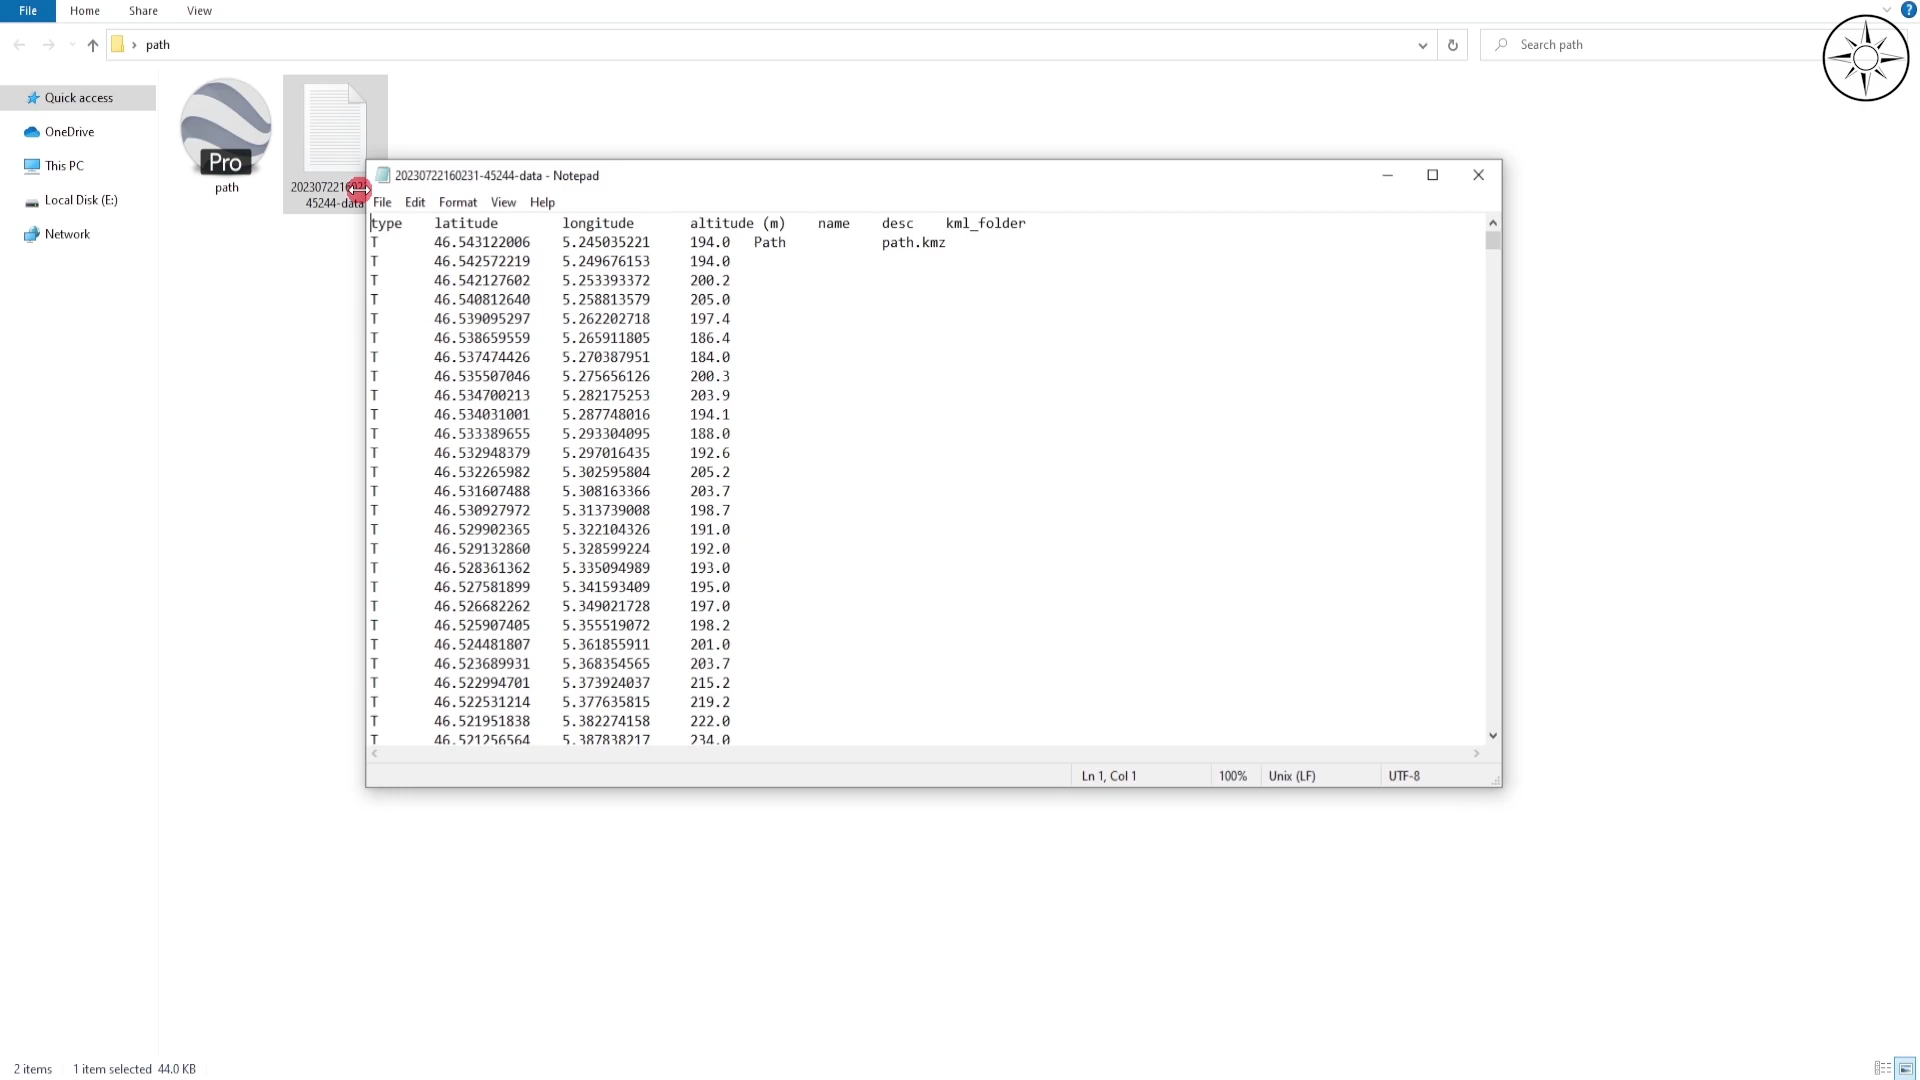 File Home Share View
path
Search path
Quick access
OneDrive
This PC
Local Disk (E:)
Network
Pro
path
45244-data
20230722160231-45244-data - Notepad
File Edit Format View Help
type latitude longitude altitude (m) name desc kml_folder
T 46.543122006 5.245035221 194.0 Path path.kmz
T 46.542572219 5.249676153 194.0
T 46.542127602 5.253393372 200.2
T 46.540812640 5.258813579 205.0
T 46.539095297 5.262202718 197.4
T 46.538659559 5.265911805 186.4
T 46.537474426 5.270387951 184.0
T 46.535507046 5.275656126 200.3
T 46.534700213 5.282175253 203.9
T 46.534031001 5.287748016 194.1
T 46.533389655 5.293304095 188.0
T 46.532948379 5.297016435 192.6
T 46.532265982 5.302595804 205.2
T 46.531607488 5.308163366 203.7
T 46.530927972 5.313739008 198.7
T 46.529902365 5.322104326 191.0
T 46.529132860 5.328599224 192.0
T 46.528361362 5.335094989 193.0
T 46.527581899 5.341593409 195.0
T 46.526682262 5.349021728 197.0
T 46.525907405 5.355519072 198.2
T 46.524481807 5.361855911 201.0
T 46.523689931 5.368354565 203.7
T 46.522994701 5.373924037 215.2
T 46.522531214 5.377635815 219.2
T 46.521951838 5.382274158 222.0
T 46.521256564 5.387838217 234.0
Ln 1, Col 1 100% Unix (LF) UTF-8
2 items 1 item selected 44.0 KB